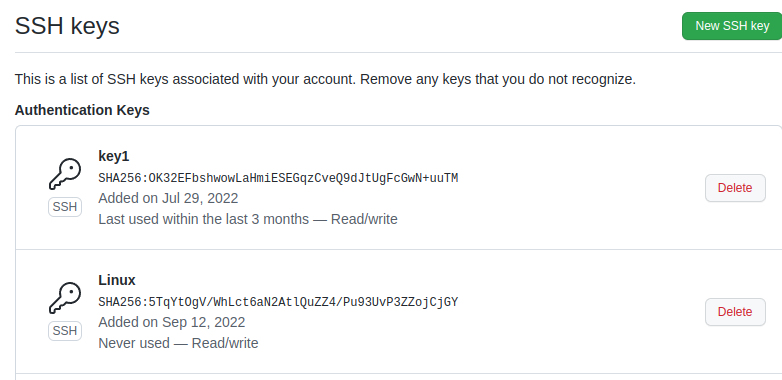 SSH keys
New SSH key
This is a list of SSH keys associated with your account. Remove any keys that you do not recognize.
Authentication Keys
key1
SHA256:OK32EFbshwowLaHmiESEGqzCveQ9dJtUgFcGwN+uuTM
SSH
Added on Jul 29, 2022
Last used within the last 3 months — Read/write
Delete
Linux
SHA256:5TqYtOgV/WhLct6aN2AtlQuZZ4/Pu93UvP3ZZojCjGY
SSH
Added on Sep 12, 2022
Never used — Read/write
Delete